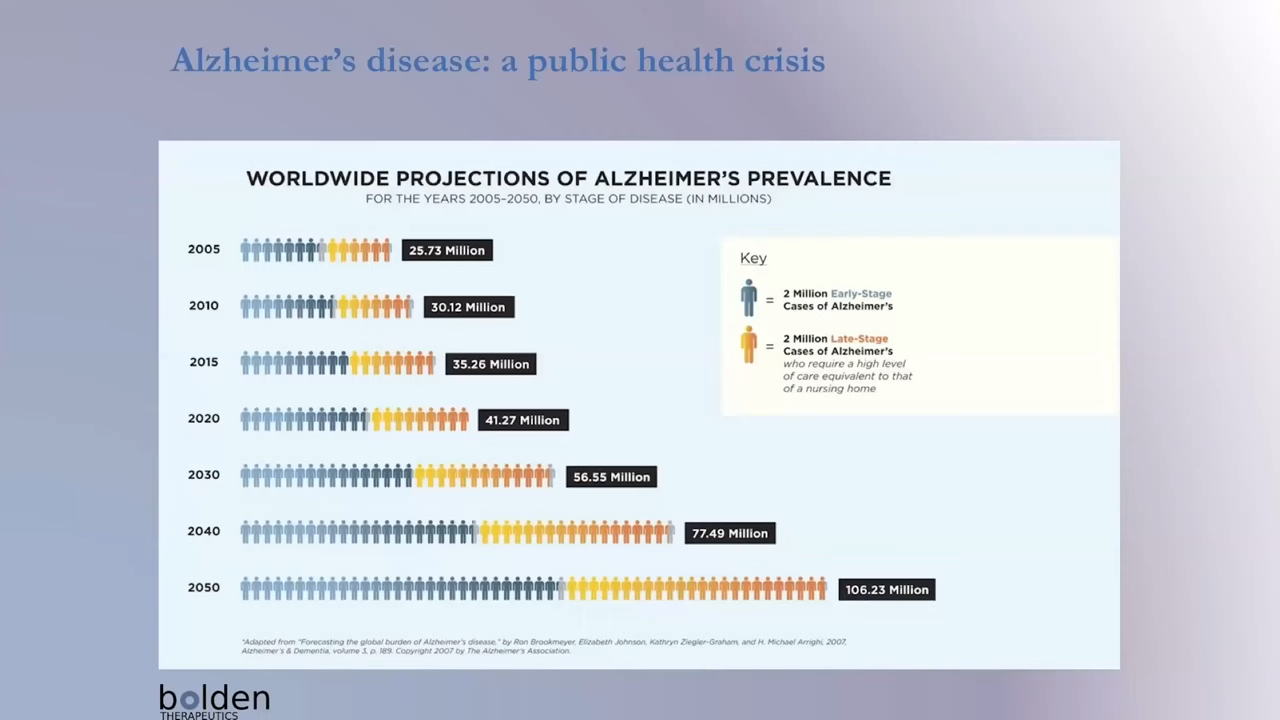 Alzheimer's disease: a public health crisis
WORLDWIDE PROJECTIONS OF ALZHEIMER'S PREVALENCE
FOR THE YEARS 2005–2050, BY STAGE OF DISEASE (IN MILLIONS)
2005 25.73 Million
2010 30.12 Million
2015 35.26 Million
2020 41.27 Million
2030 56.55 Million
2040 77.49 Million
2050 106.23 Million
Key
= 2 Million Early-Stage
Cases of Alzheimer's
= 2 Million Late-Stage
Cases of Alzheimer's
who require a high level
of care equivalent to that
of a nursing home
*Adapted from "Forecasting the global burden of Alzheimer's disease," by Ron Brookmeyer, Elizabeth Johnson, Kathryn Ziegler-Graham, and H. Michael Arrighi, 2007,
Alzheimer's & Dementia, volume 3, p. 189. Copyright 2007 by The Alzheimer's Association.
bolden
THERAPEUTICS